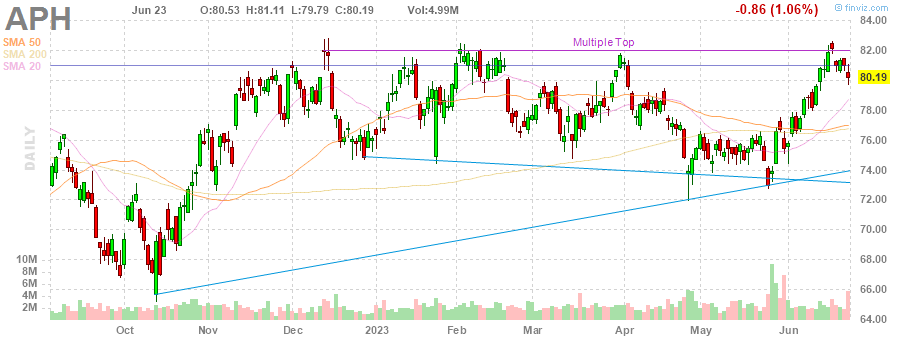 APH
Jun 23 O:80.53 H:81.11 L:79.79 C:80.19 Vol:4.99M
-0.86 (1.06%)
© finviz.com
SMA 50
SMA 200
SMA 20
DAILY
Multiple Top
84.00
82.00
80.19
78.00
76.00
74.00
72.00
70.00
68.00
66.00
64.00
10M
8M
6M
4M
2M
Oct Nov Dec 2023 Feb Mar Apr May Jun